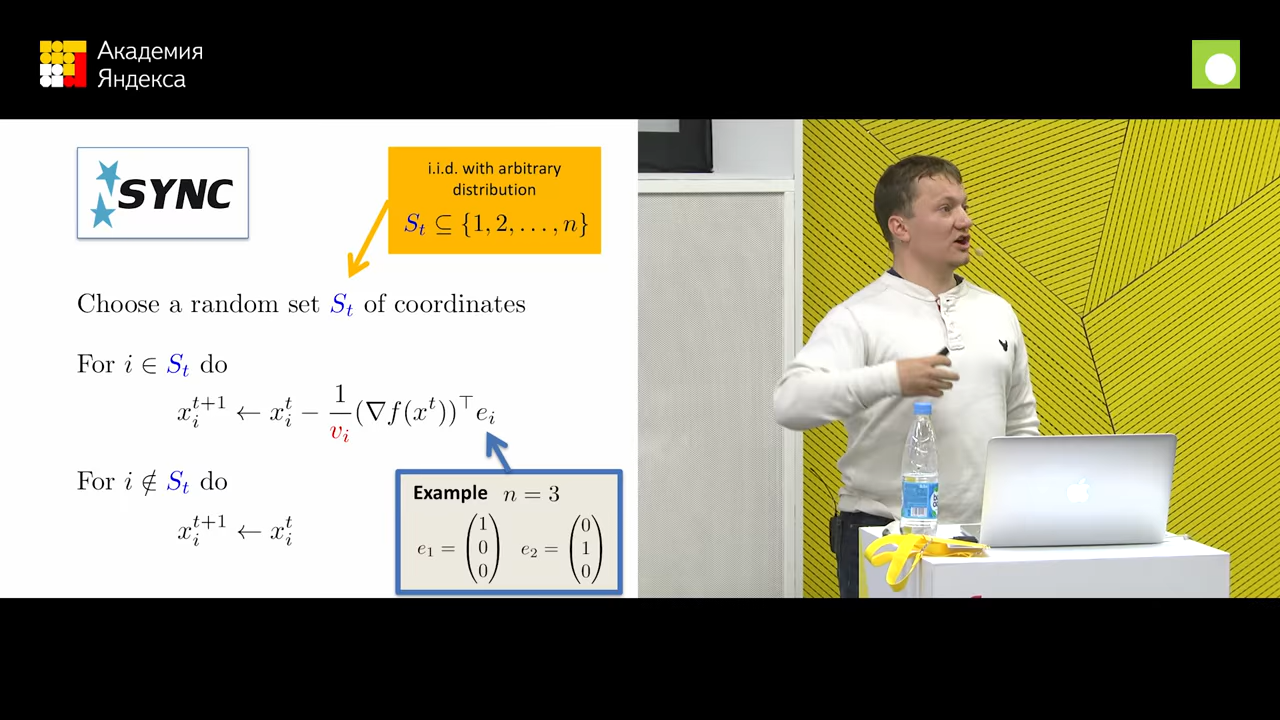 Академия
Яндекса
SYNC
i.i.d. with arbitrary
distribution
S_t ⊆ {1, 2, . . . , n}
Choose a random set S_t of coordinates
For i ∈ S_t do
x_i^{t+1} ← x_i^t − \frac{1}{v_i} (∇f(x^t))^⊤ e_i
For i ∉ S_t do
x_i^{t+1} ← x_i^t
Example n = 3
e_1 = (1 0 0) e_2 = (0 1 0)